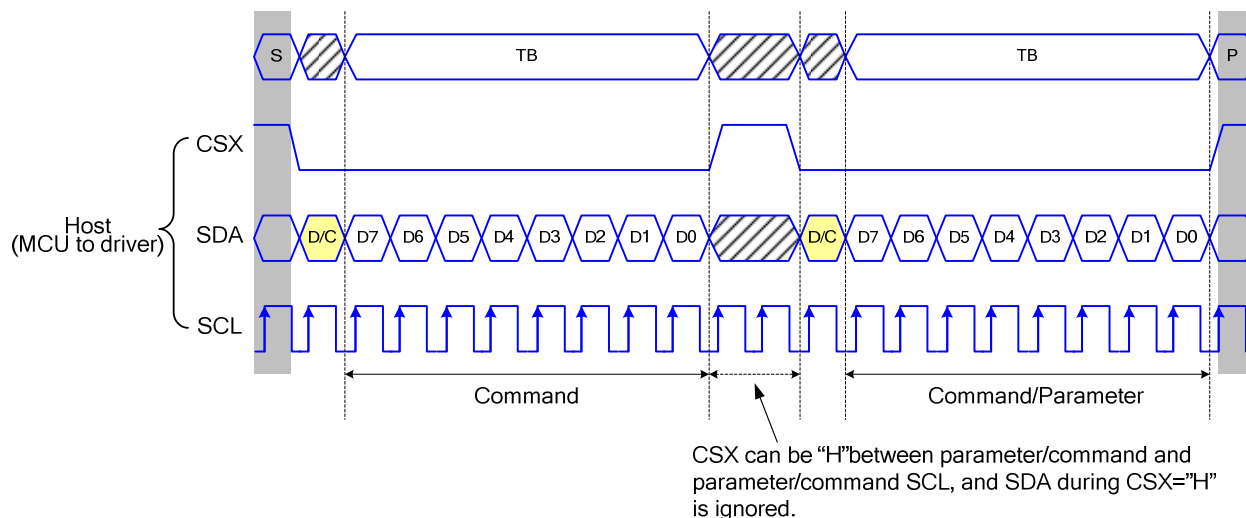 S TB TB P
CSX
Host
(MCU to driver)
SDA D/C D7 D6 D5 D4 D3 D2 D1 D0 D/C D7 D6 D5 D4 D3 D2 D1 D0
SCL
Command Command/Parameter
CSX can be “H”between parameter/command and
parameter/command SCL, and SDA during CSX=”H”
is ignored.